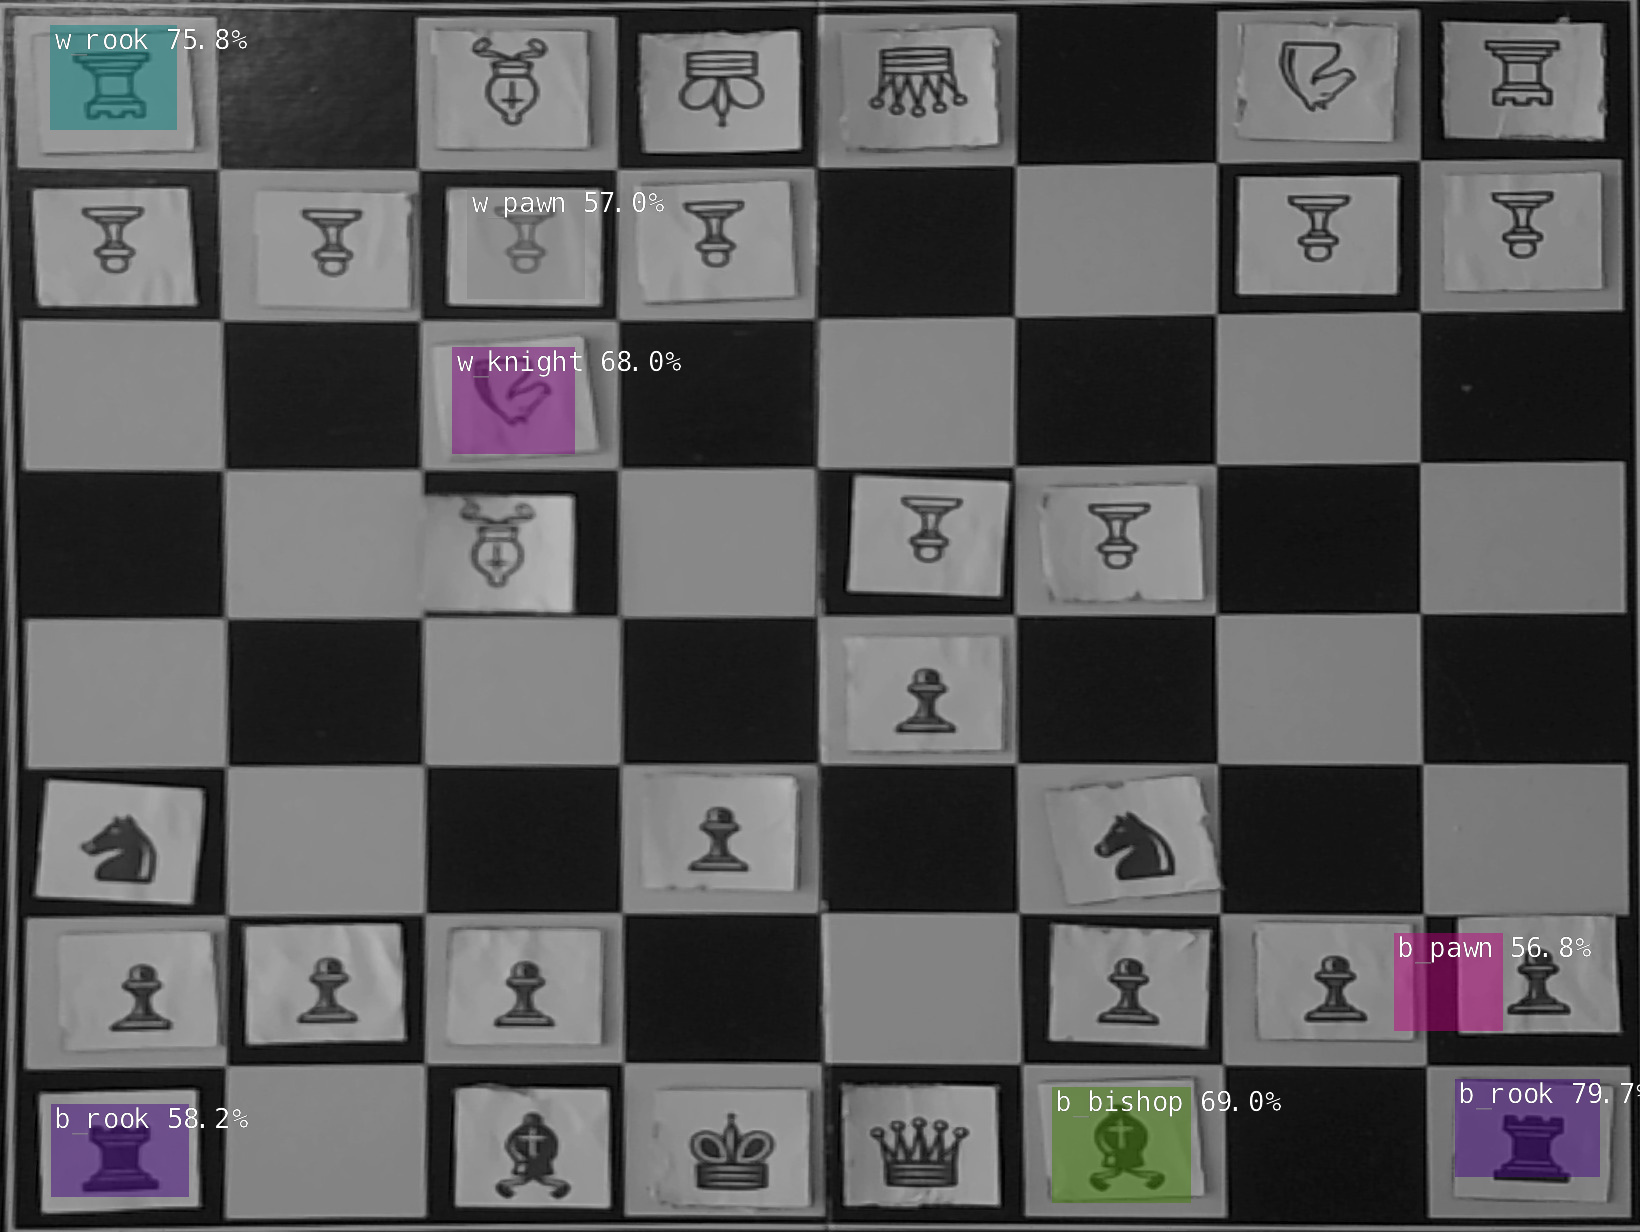 w_rook 75.8%
w_pawn 57.0%
w_knight 68.0%
b_pawn 56.8%
b_rook 58.2%
b_bishop 69.0%
b_rook 79.7%